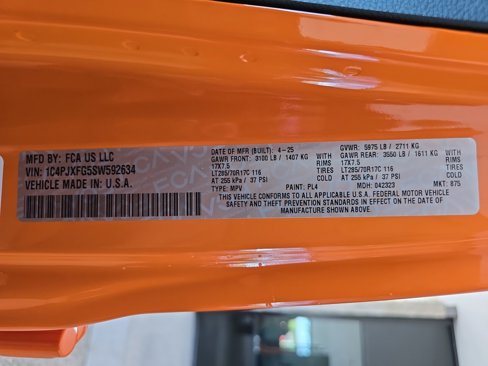 MFD BY: FCA US LLC
VIN: 1C4PJXFG5SW592634
VEHICLE MADE IN U.S.A.
DATE OF MFR (BUILT): 4-25
GVWR: 5975 LB / 2711 KG
GAWR FRONT: 3100 LB / 1407 KG WITH
17X7.5 RIMS
LT285/70R17C 116 TIRES
AT 255 kPa / 37 PSI COLD
GAWR REAR: 3550 LB / 1611 KG WITH
17X7.5 RIMS
LT285/70R17C 116 TIRES
AT 255 kPa / 37 PSI COLD
TYPE: MPV PAINT: PL4 MDH: 042323 MKT: 875
THIS VEHICLE CONFORMS TO ALL APPLICABLE U.S.A. FEDERAL MOTOR VEHICLE
SAFETY AND THEFT PREVENTION STANDARDS IN EFFECT ON THE DATE OF
MANUFACTURE SHOWN ABOVE.